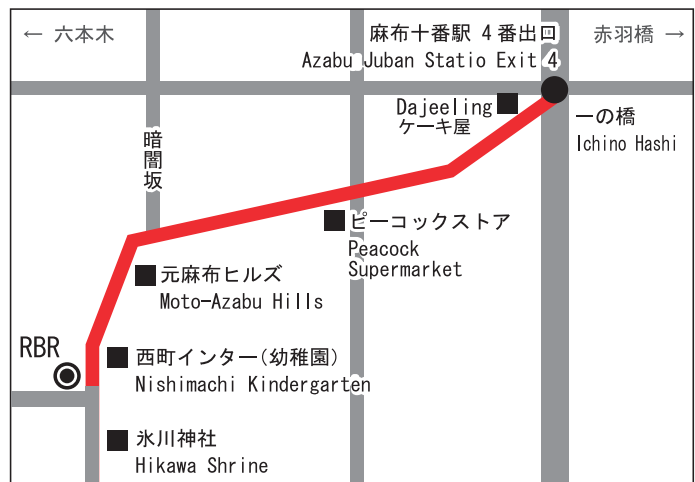 ← 六本木
麻布十番駅 4 番出口
Azabu Juban Statio Exit 4
赤羽橋 →
Dajeeling
ケーキ屋
一の橋
Ichino Hashi
暗闇坂
ピーコックストア
Peacock
Supermarket
元麻布ヒルズ
Moto-Azabu Hills
RBR
西町インター(幼稚園)
Nishimachi Kindergarten
氷川神社
Hikawa Shrine